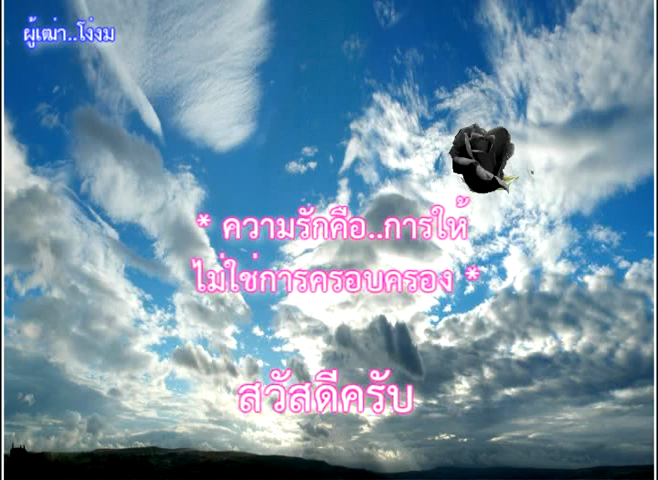 ผู้เฒ่า..โง่งม
* ความรักคือ..การให้
ไม่ใช่การครอบครอง *
สวัสดีครับ